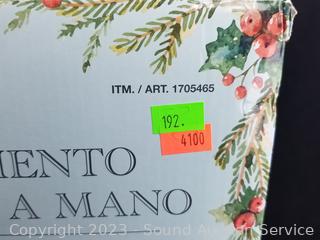 ITM. / ART. 1705465
192.
4100
MENTO
A MANO
Copyright 2023 - Sound Auction Service